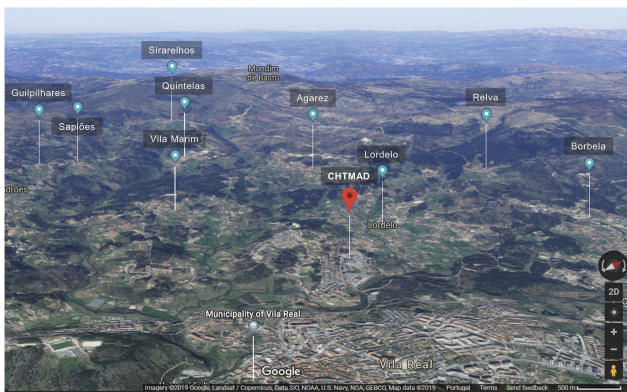 Sirarelhos
Mondim
de Basto
Guilpilhares
Quintelas
Sapiões
Agarez
Relva
Vila Marim
Lordelo
Borbela
CHTMAD
drões
Lordelo
2D
Municipality of Vila Real
+
−
Google
Vila Real
Imagery ©2019 Google, Landsat / Copernicus, Data SIO, NOAA, U.S. Navy, NGA, GEBCO, Map data ©2019 Portugal Terms Send feedback 500 m